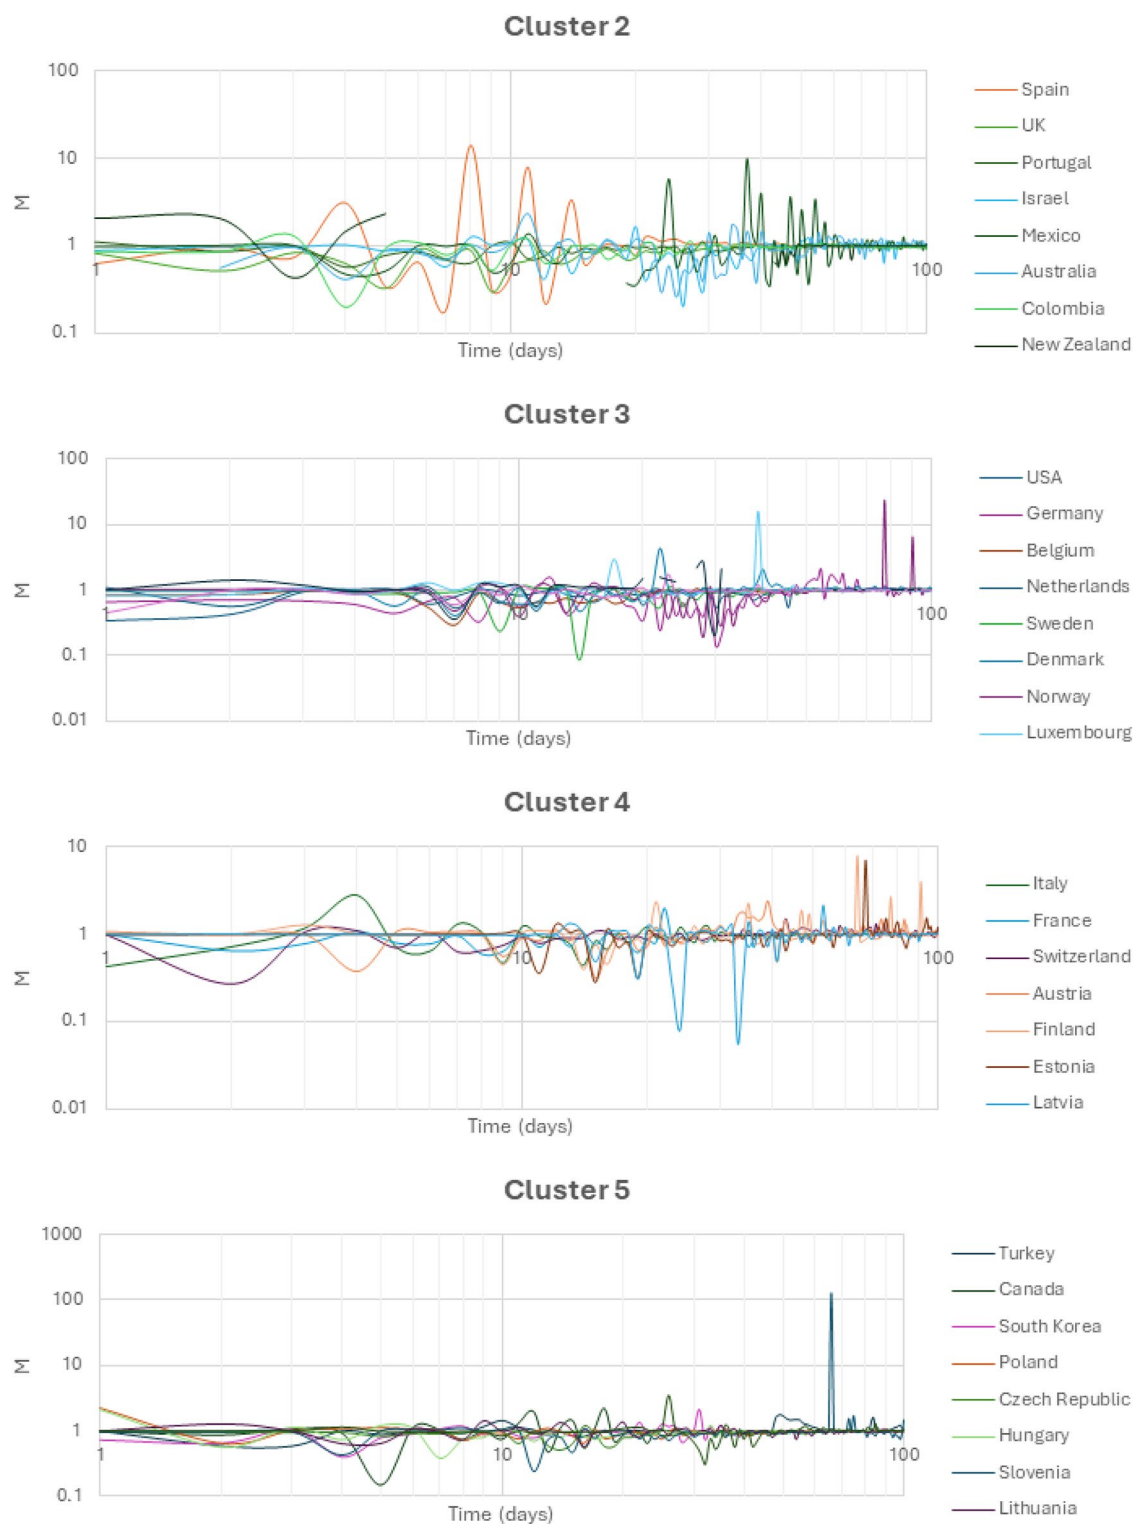 Cluster 2
100
10
1
0.1
M
1
10
100
Time (days)
Spain
UK
Portugal
Israel
Mexico
Australia
Colombia
New Zealand
Cluster 3
100
10
1
0.1
0.01
M
1
10
100
Time (days)
USA
Germany
Belgium
Netherlands
Sweden
Denmark
Norway
Luxembourg
Cluster 4
10
1
0.1
0.01
M
1
10
100
Time (days)
Italy
France
Switzerland
Austria
Finland
Estonia
Latvia
Cluster 5
1000
100
10
1
0.1
M
1
10
100
Time (days)
Turkey
Canada
South Korea
Poland
Czech Republic
Hungary
Slovenia
Lithuania